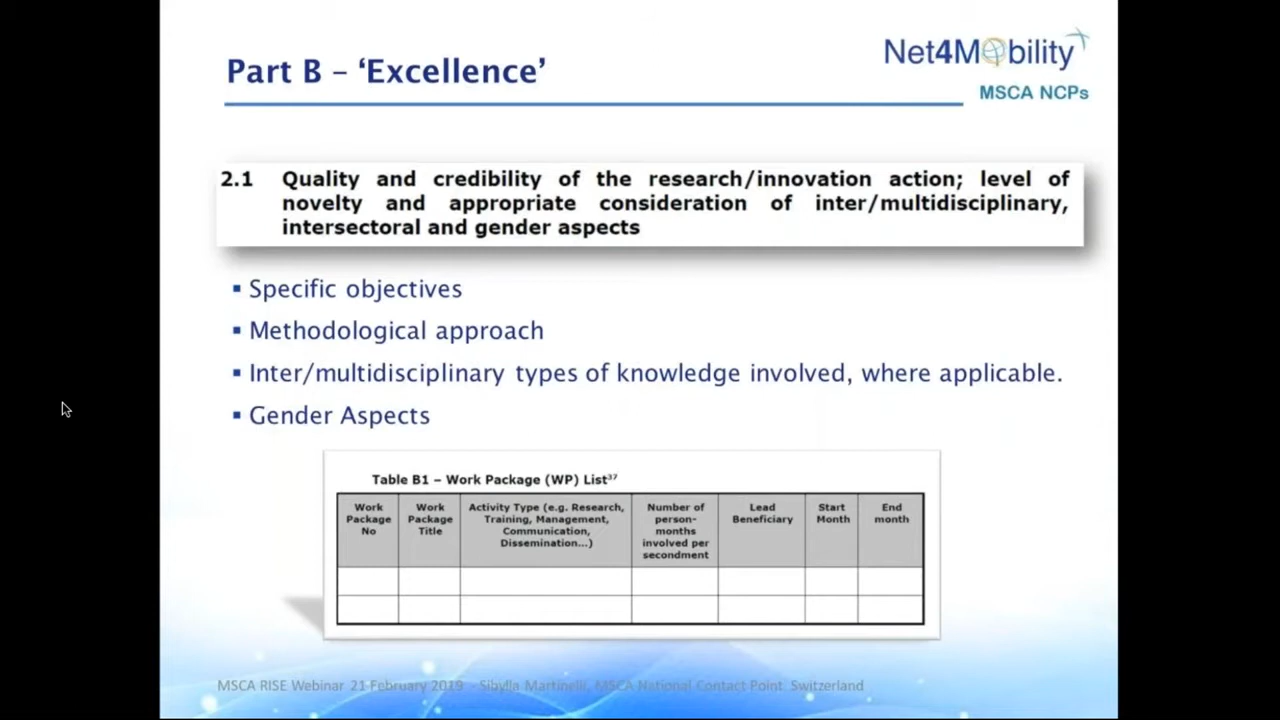 Part B – ‘Excellence’
Net4Mobility
MSCA NCPs
2.1 Quality and credibility of the research/innovation action; level of
novelty and appropriate consideration of inter/multidisciplinary,
intersectoral and gender aspects
▪ Specific objectives
▪ Methodological approach
▪ Inter/multidisciplinary types of knowledge involved, where applicable.
▪ Gender Aspects
Table B1 – Work Package (WP) List³⁷
Work
Package
No
Work
Package
Title
Activity Type (e.g. Research,
Training, Management,
Communication,
Dissemination...)
Number of
person-
months
involved per
secondment
Lead
Beneficiary
Start
Month
End
month
MSCA RISE Webinar 21 February 2019 - Sibylla Martinelli, MSCA National Contact Point Switzerland